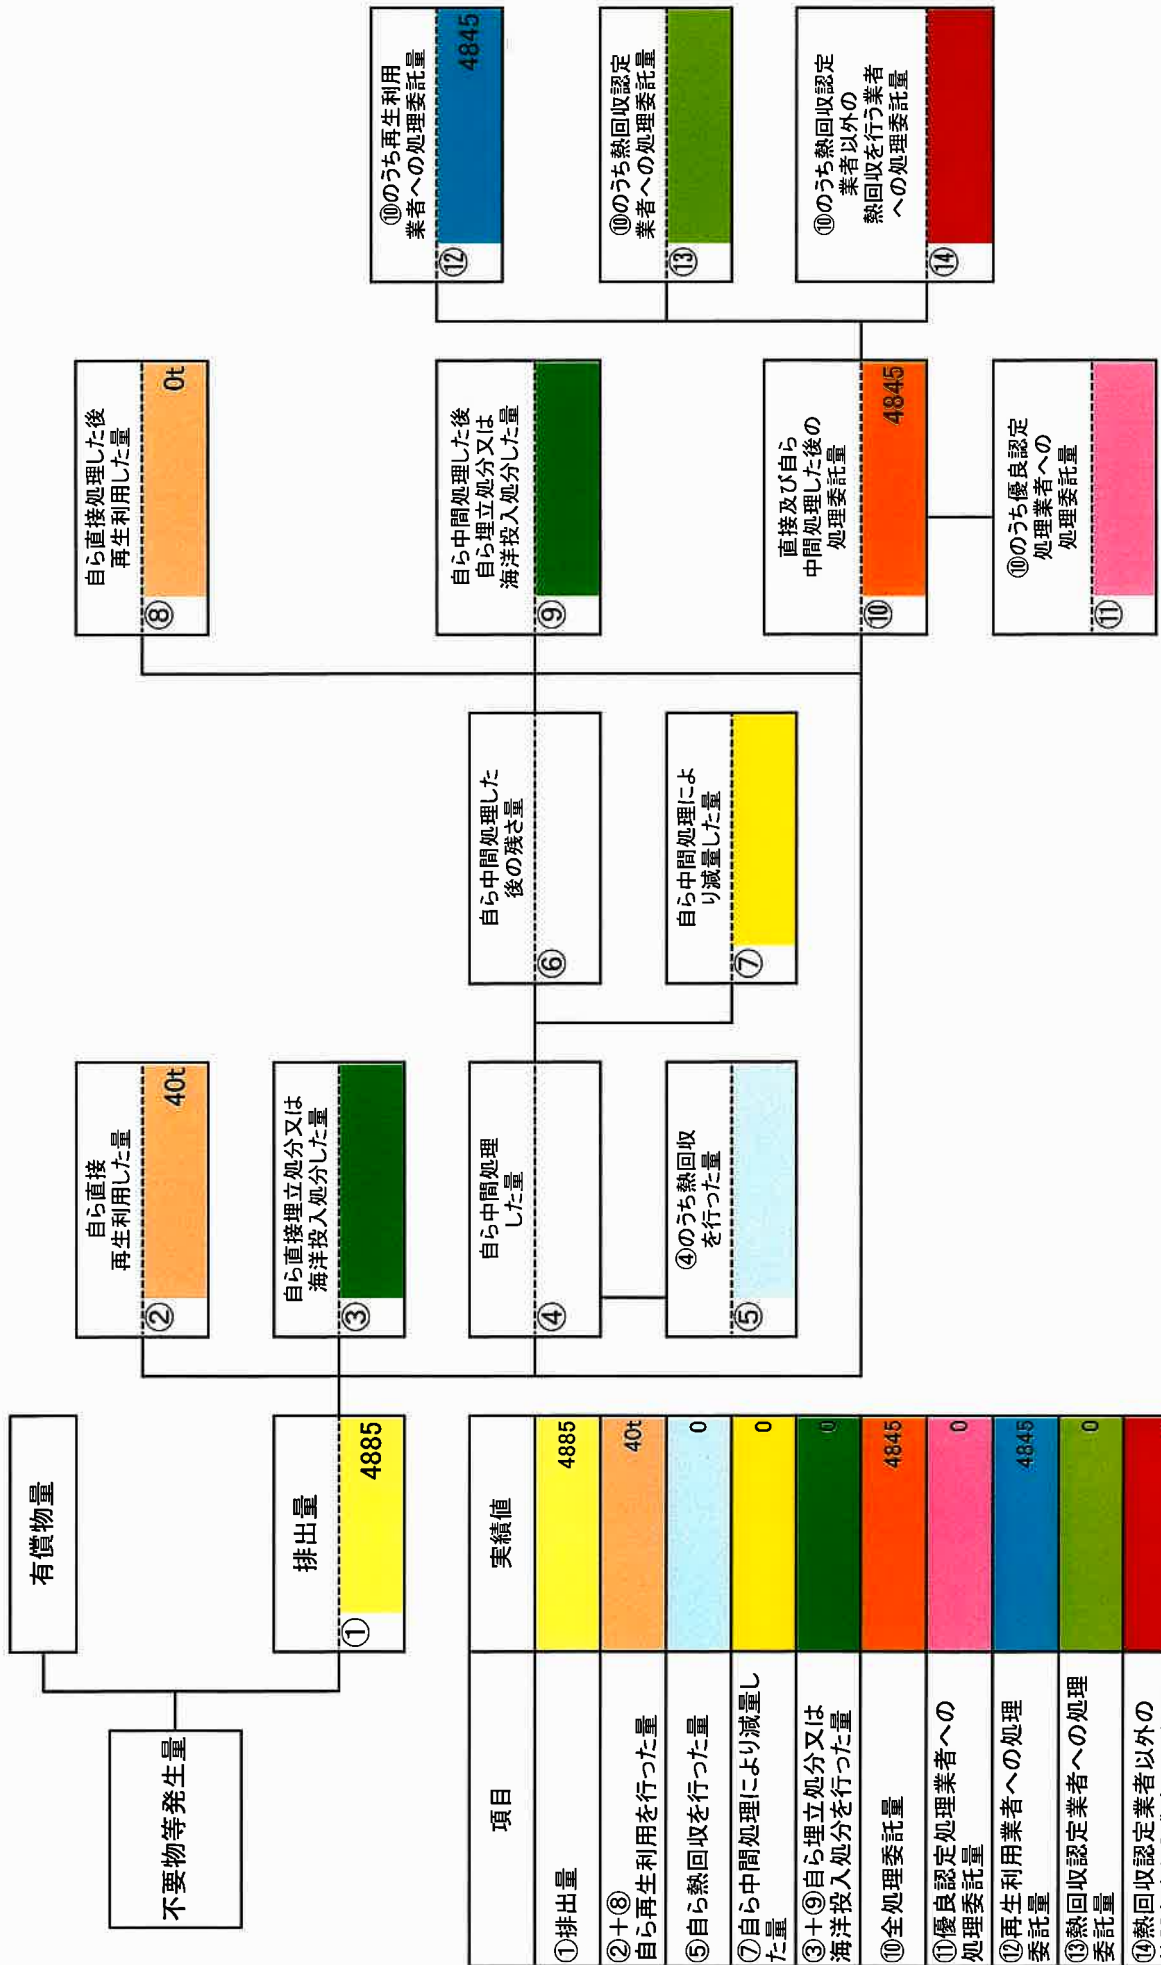 不要物等発生量
有償物量
排出量
①
4885
自ら直接
再生利用した量
②
40t
自ら直接埋立処分又は
海洋投入処分した量
③
自ら中間処理
した量
④
④のうち熱回収
を行った量
⑤
自ら中間処理した
後の残さ量
⑥
自ら中間処理によ
り減量した量
⑦
自ら直接処理した後
再生利用した量
⑧
0t
自ら中間処理した後
自ら埋立処分又は
海洋投入処分した量
⑨
直接及び自ら
中間処理した後の
処理委託量
⑩
4845
⑩のうち優良認定
処理業者への
処理委託量
⑪
⑩のうち再生利用
業者への処理委託量
⑫
4845
⑩のうち熱回収認定
業者への処理委託量
⑬
⑩のうち熱回収認定
業者以外の
熱回収を行う業者
への処理委託量
⑭
項目
実績値
①排出量
4885
②+⑧
自ら再生利用を行った量
40t
⑤自ら熱回収を行った量
0
⑦自ら中間処理により減量し
た量
0
③+⑨自ら埋立処分又は
海洋投入処分を行った量
0
⑩全処理委託量
4845
⑪優良認定処理業者への
処理委託量
0
⑫再生利用業者への処理
委託量
4845
⑬熱回収認定業者への処理
委託量
0
⑭熱回収認定業者以外の